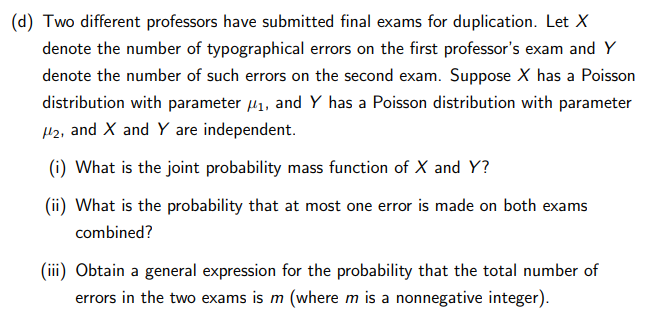 (d) Two different professors have submitted final exams for duplication. Let X
denote the number of typographical errors on the first professor's exam and Y
denote the number of such errors on the second exam. Suppose X has a Poisson
distribution with parameter μ₁, and Y has a Poisson distribution with parameter
μ₂, and X and Y are independent.
(i) What is the joint probability mass function of X and Y?
(ii) What is the probability that at most one error is made on both exams
combined?
(iii) Obtain a general expression for the probability that the total number of
errors in the two exams is m (where m is a nonnegative integer).